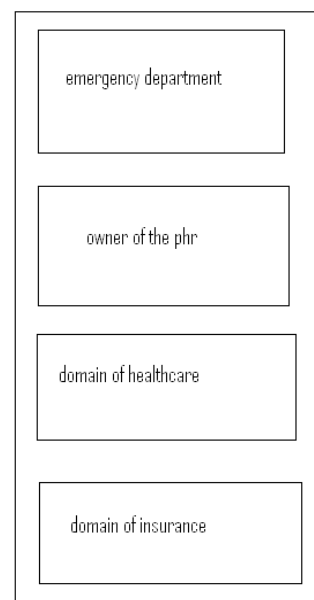 emergency department
owner of the phr
domain of healthcare
domain of insurance